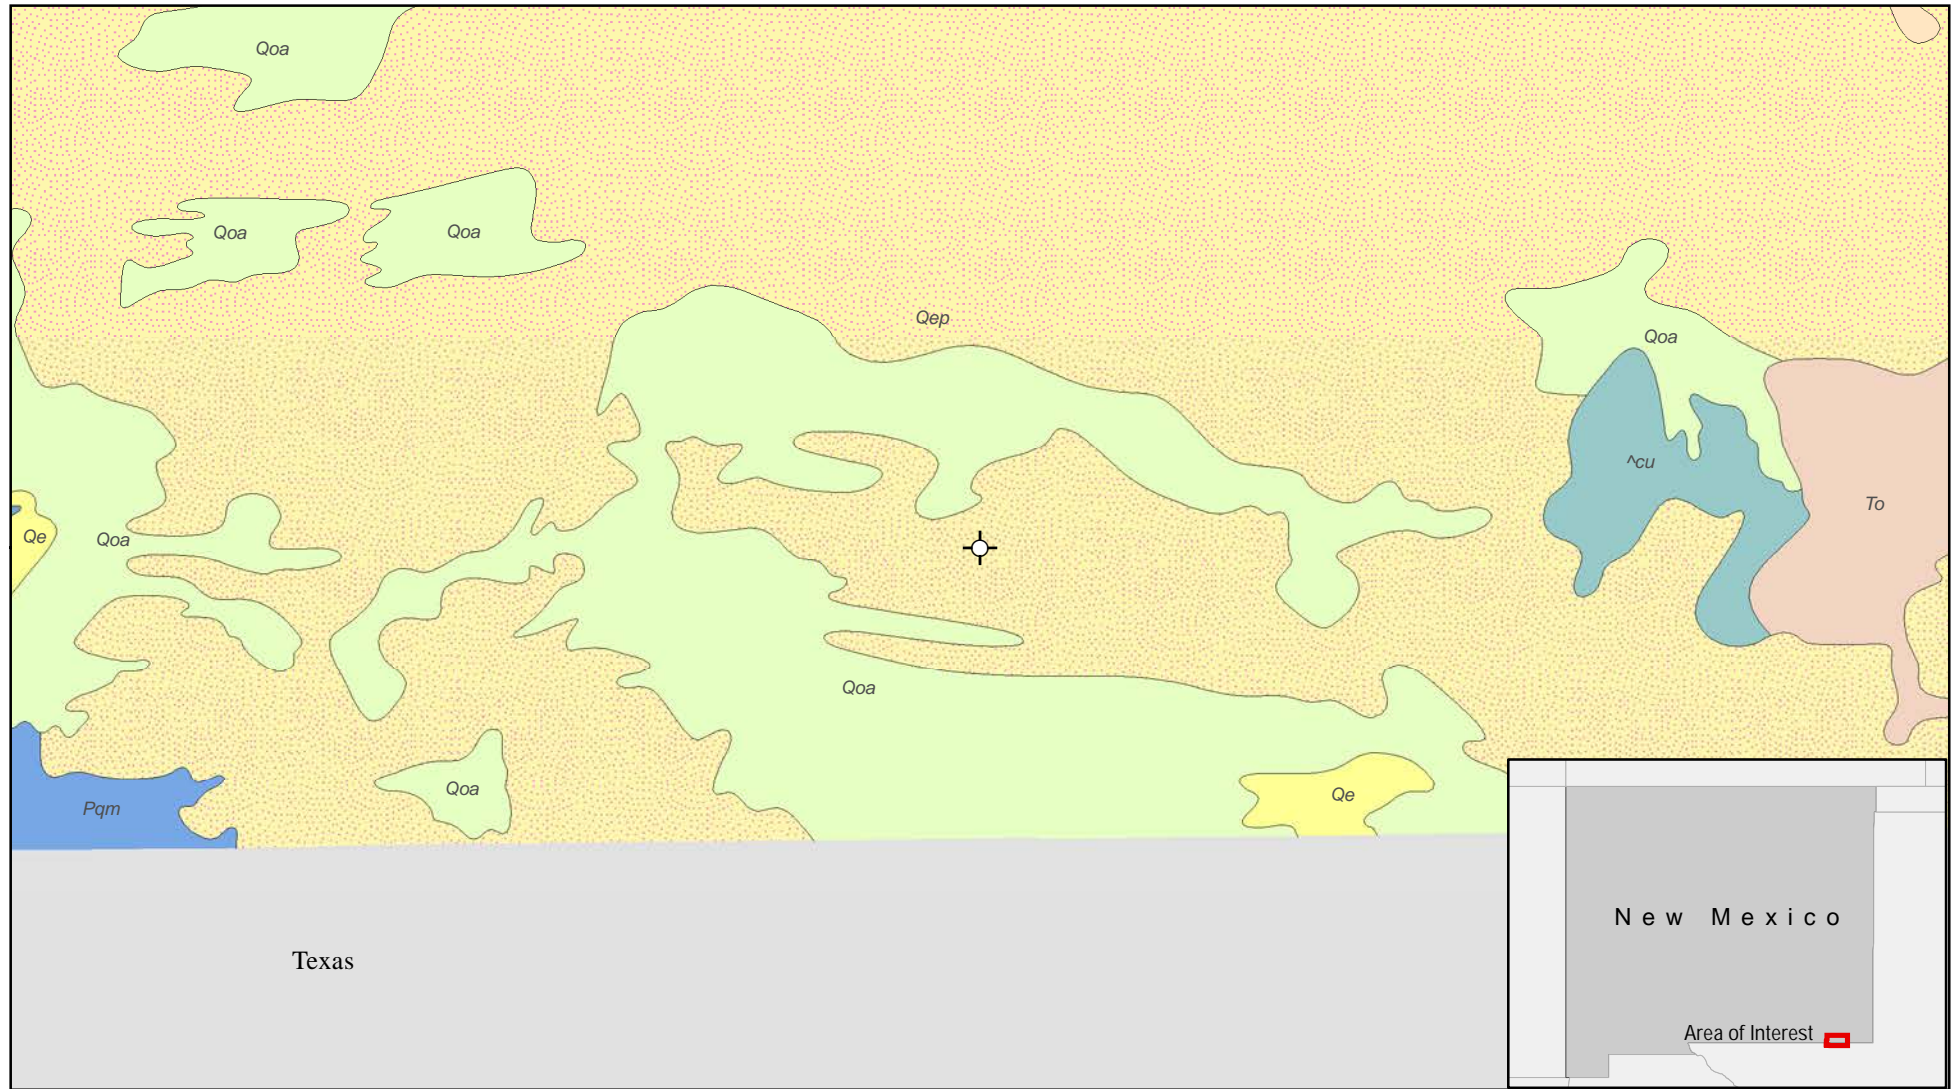 Qoa
Qoa
Qoa
Qep
Qoa
^cu
To
Qe
Qoa
Qoa
Qoa
Qe
Pqm
New Mexico
Texas
Area of Interest